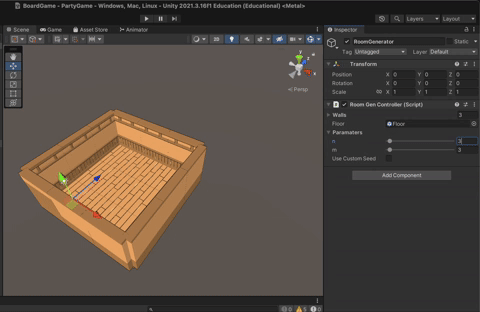 BoardGame - PartyGame - Windows, Mac, Linux - Unity 2021.3.16f1 Education (Educational) <Metal>
Layers
Layout
Scene
Game
Asset Store
Animator
Inspector
RoomGenerator
Static
Tag Untagged
Layer Default
Transform
Position X 0 Y 0 Z 0
Rotation X 0 Y 0 Z 0
Scale X 1 Y 1 Z 1
Room Gen Controller (Script)
Walls 3
Floor Floor
Parameters
n 3
m 3
Use Custom Seed
Add Component
y
Persp